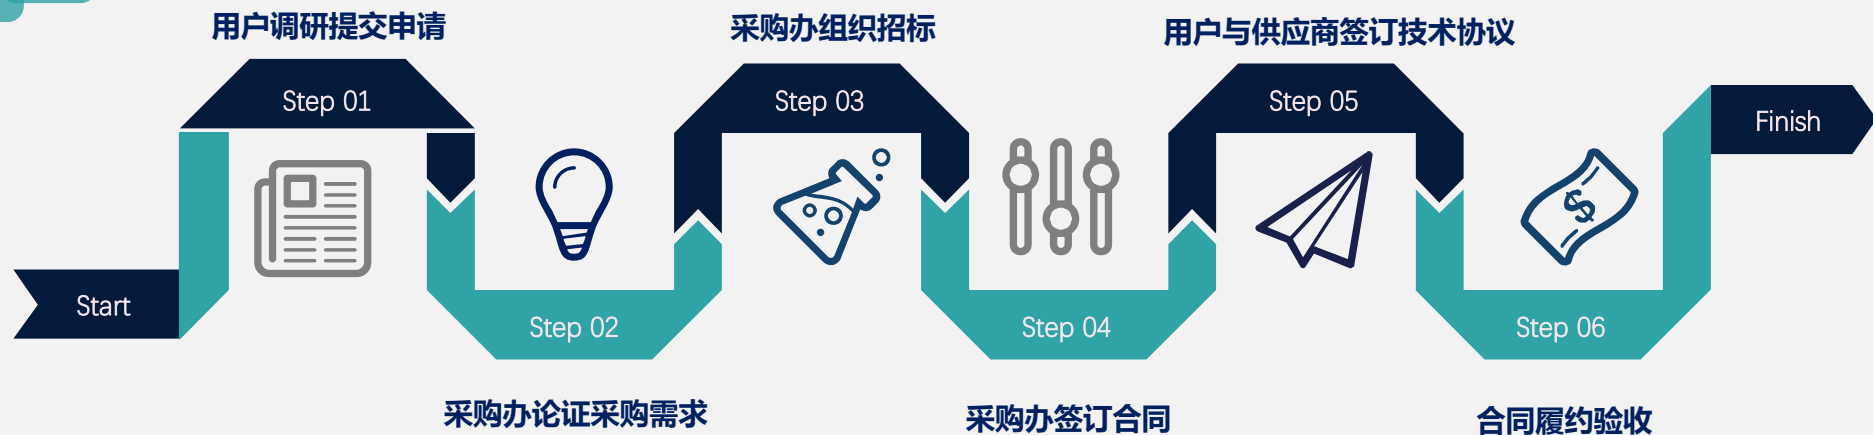 用户调研提交申请
采购办组织招标
用户与供应商签订技术协议
Step 01
Step 03
Step 05
Finish
Start
Step 02
Step 04
Step 06
采购办论证采购需求
采购办签订合同
合同履约验收